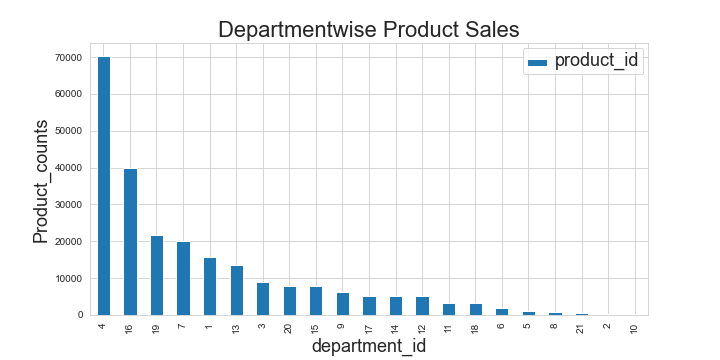 Departmentwise Product Sales
product_id
Product_counts
70000
60000
50000
40000
30000
20000
10000
0
4 16 19 7 1 13 3 20 15 9 17 14 12 11 18 6 5 8 21 2 10
department_id